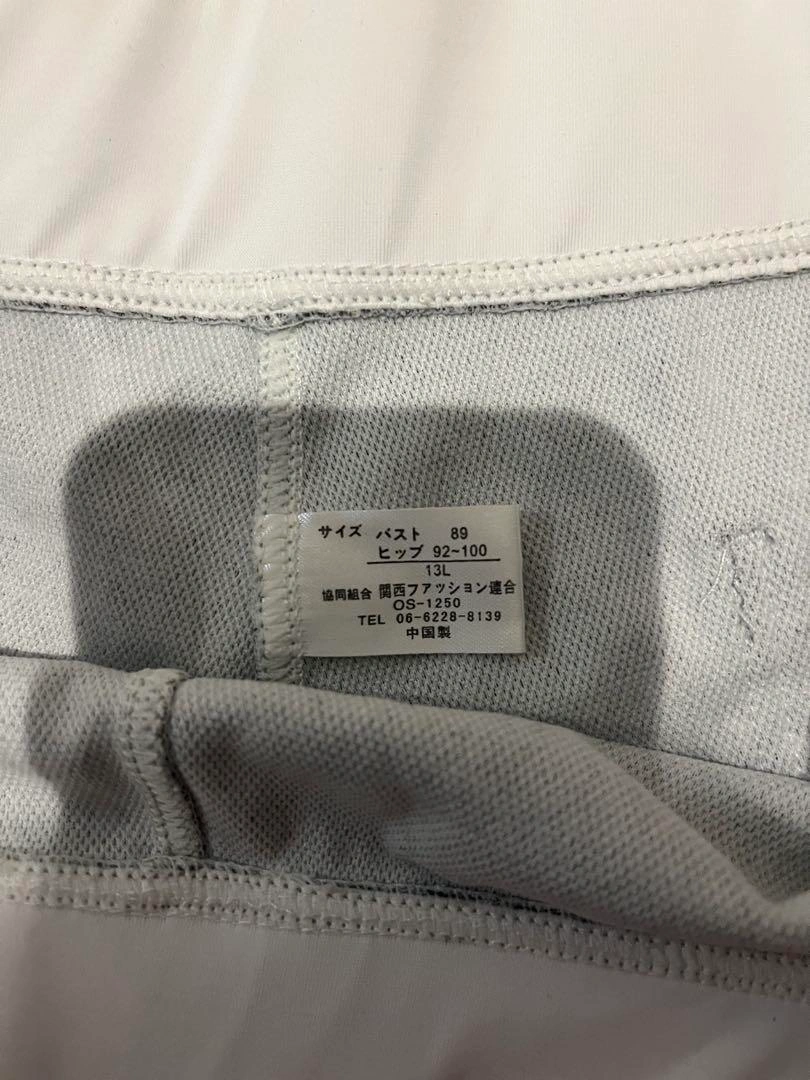 サイズ バスト 89
ヒップ 92~100
13L
協同組合 関西ファッション連合
OS-1250
TEL 06-6228-8139
中国製